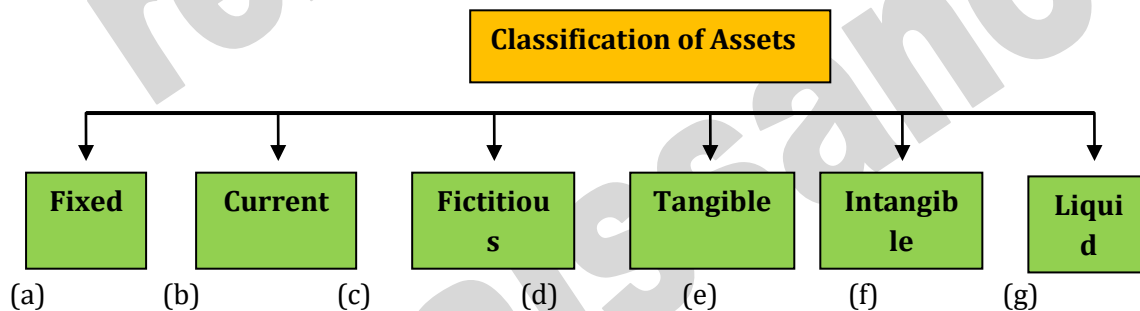 Classification of Assets
Fixed
Current
Fictitiou
s
Tangible
Intangib
le
Liqui
d
(a) (b) (c) (d) (e) (f) (g)